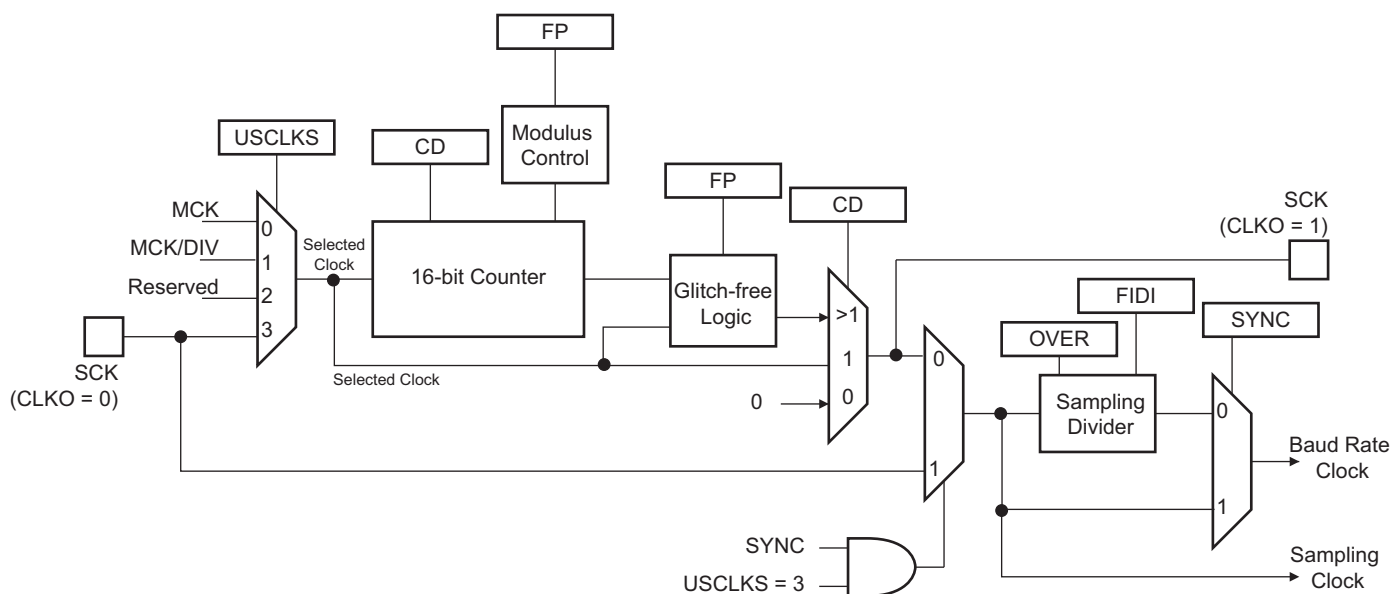 FP
USCLKS
CD
Modulus
Control
FP
CD
SCK
(CLKO = 1)
MCK
0
MCK/DIV
1
Selected
Clock
16-bit Counter
Reserved
2
3
Glitch-free
Logic
>1
1
0
0
FIDI
OVER
SYNC
SCK
(CLKO = 0)
Selected Clock
0
1
Sampling
Divider
0
1
Baud Rate
Clock
SYNC
USCLKS = 3
Sampling
Clock